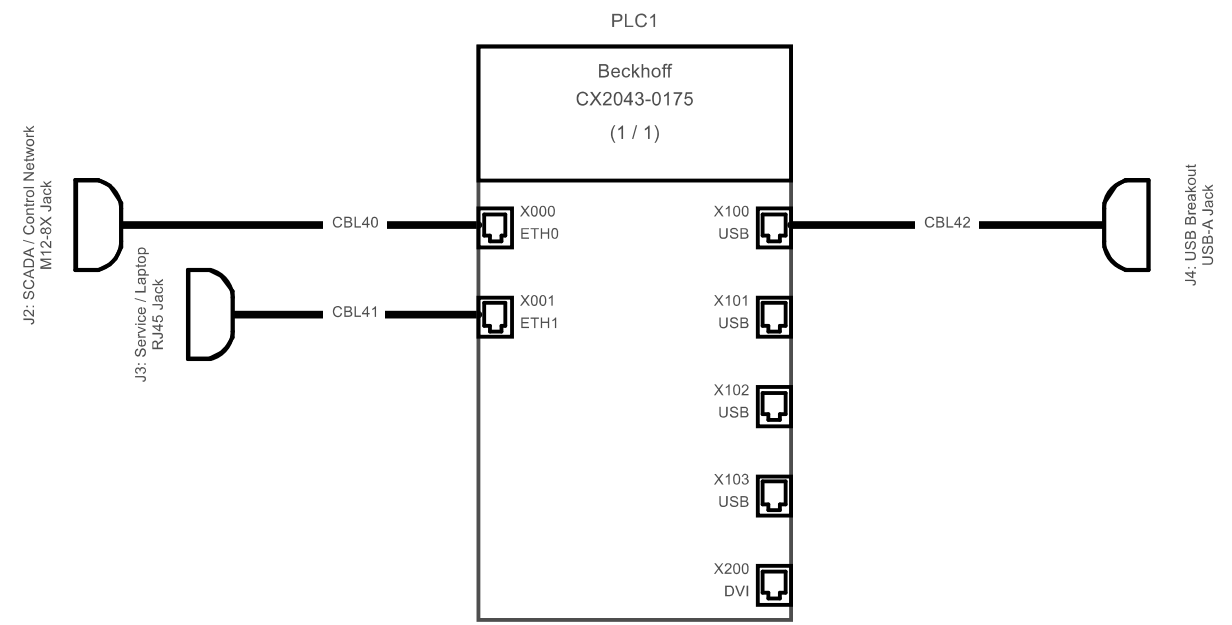 PLC1
Beckhoff
CX2043-0175
(1 / 1)
J2: SCADA / Control Network
M12-8X Jack
CBL40
X000
ETH0
X100
USB
CBL42
J4: USB Breakout
USB-A Jack
J3: Service / Laptop
RJ45 Jack
CBL41
X001
ETH1
X101
USB
X102
USB
X103
USB
X200
DVI